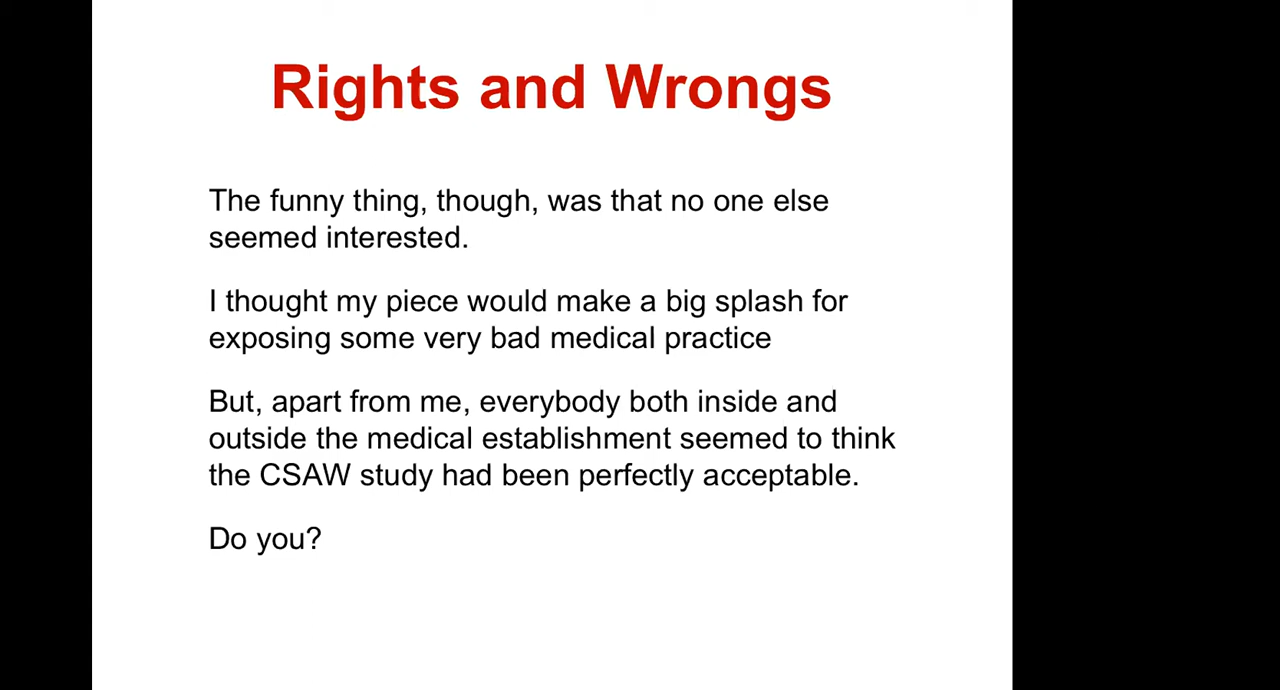 Rights and Wrongs
The funny thing, though, was that no one else
seemed interested.
I thought my piece would make a big splash for
exposing some very bad medical practice
But, apart from me, everybody both inside and
outside the medical establishment seemed to think
the CSAW study had been perfectly acceptable.
Do you?